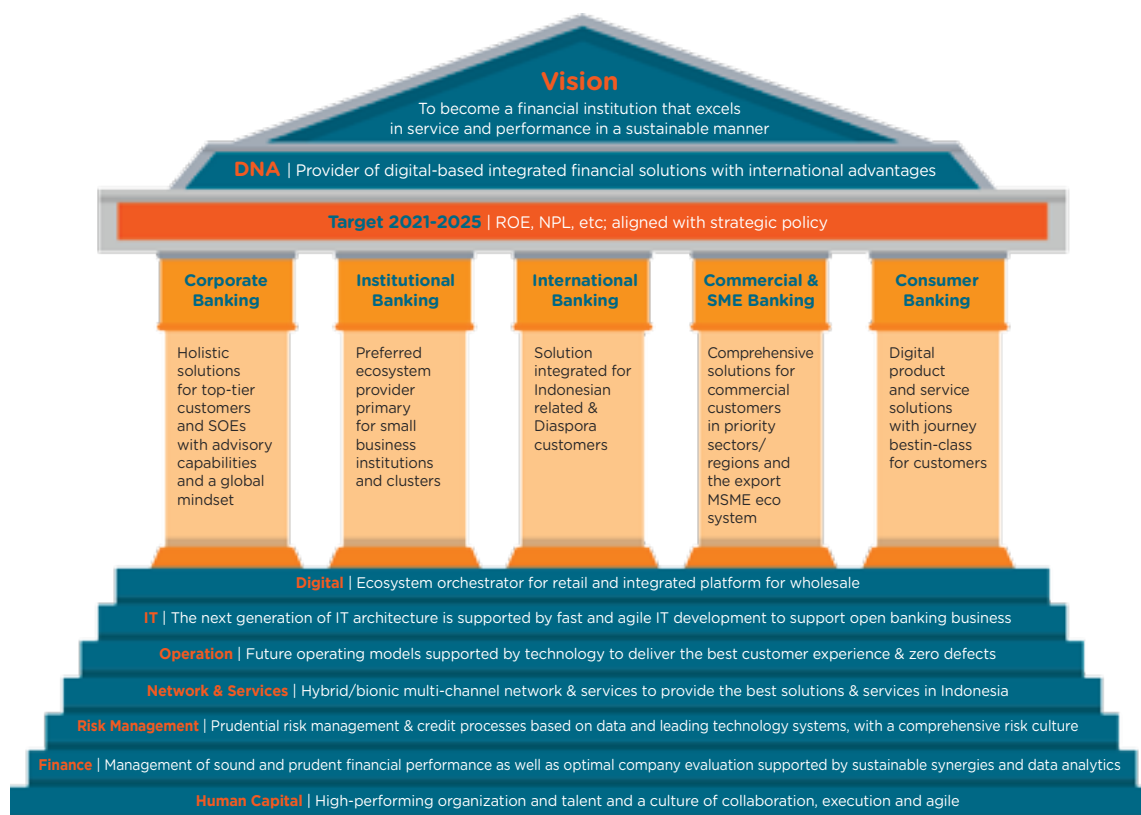 Vision
To become a financial institution that excels
in service and performance in a sustainable manner
DNA | Provider of digital-based integrated financial solutions with international advantages
Target 2021-2025 | ROE, NPL, etc; aligned with strategic policy
Corporate
Banking
Holistic
solutions
for top-tier
customers
and SOEs
with advisory
capabilities
and a global
mindset
Institutional
Banking
Preferred
ecosystem
provider
primary
for small
business
institutions
and clusters
International
Banking
Solution
integrated for
Indonesian
related &
Diaspora
customers
Commercial &
SME Banking
Comprehensive
solutions for
commercial
customers
in priority
sectors/
regions and
the export
MSME eco
system
Consumer
Banking
Digital
product
and service
solutions
with journey
bestin-class
for customers
Digital | Ecosystem orchestrator for retail and integrated platform for wholesale
IT | The next generation of IT architecture is supported by fast and agile IT development to support open banking business
Operation | Future operating models supported by technology to deliver the best customer experience & zero defects
Network & Services | Hybrid/bionic multi-channel network & services to provide the best solutions & services in Indonesia
Risk Management | Prudential risk management & credit processes based on data and leading technology systems, with a comprehensive risk culture
Finance | Management of sound and prudent financial performance as well as optimal company evaluation supported by sustainable synergies and data analytics
Human Capital | High-performing organization and talent and a culture of collaboration, execution and agile